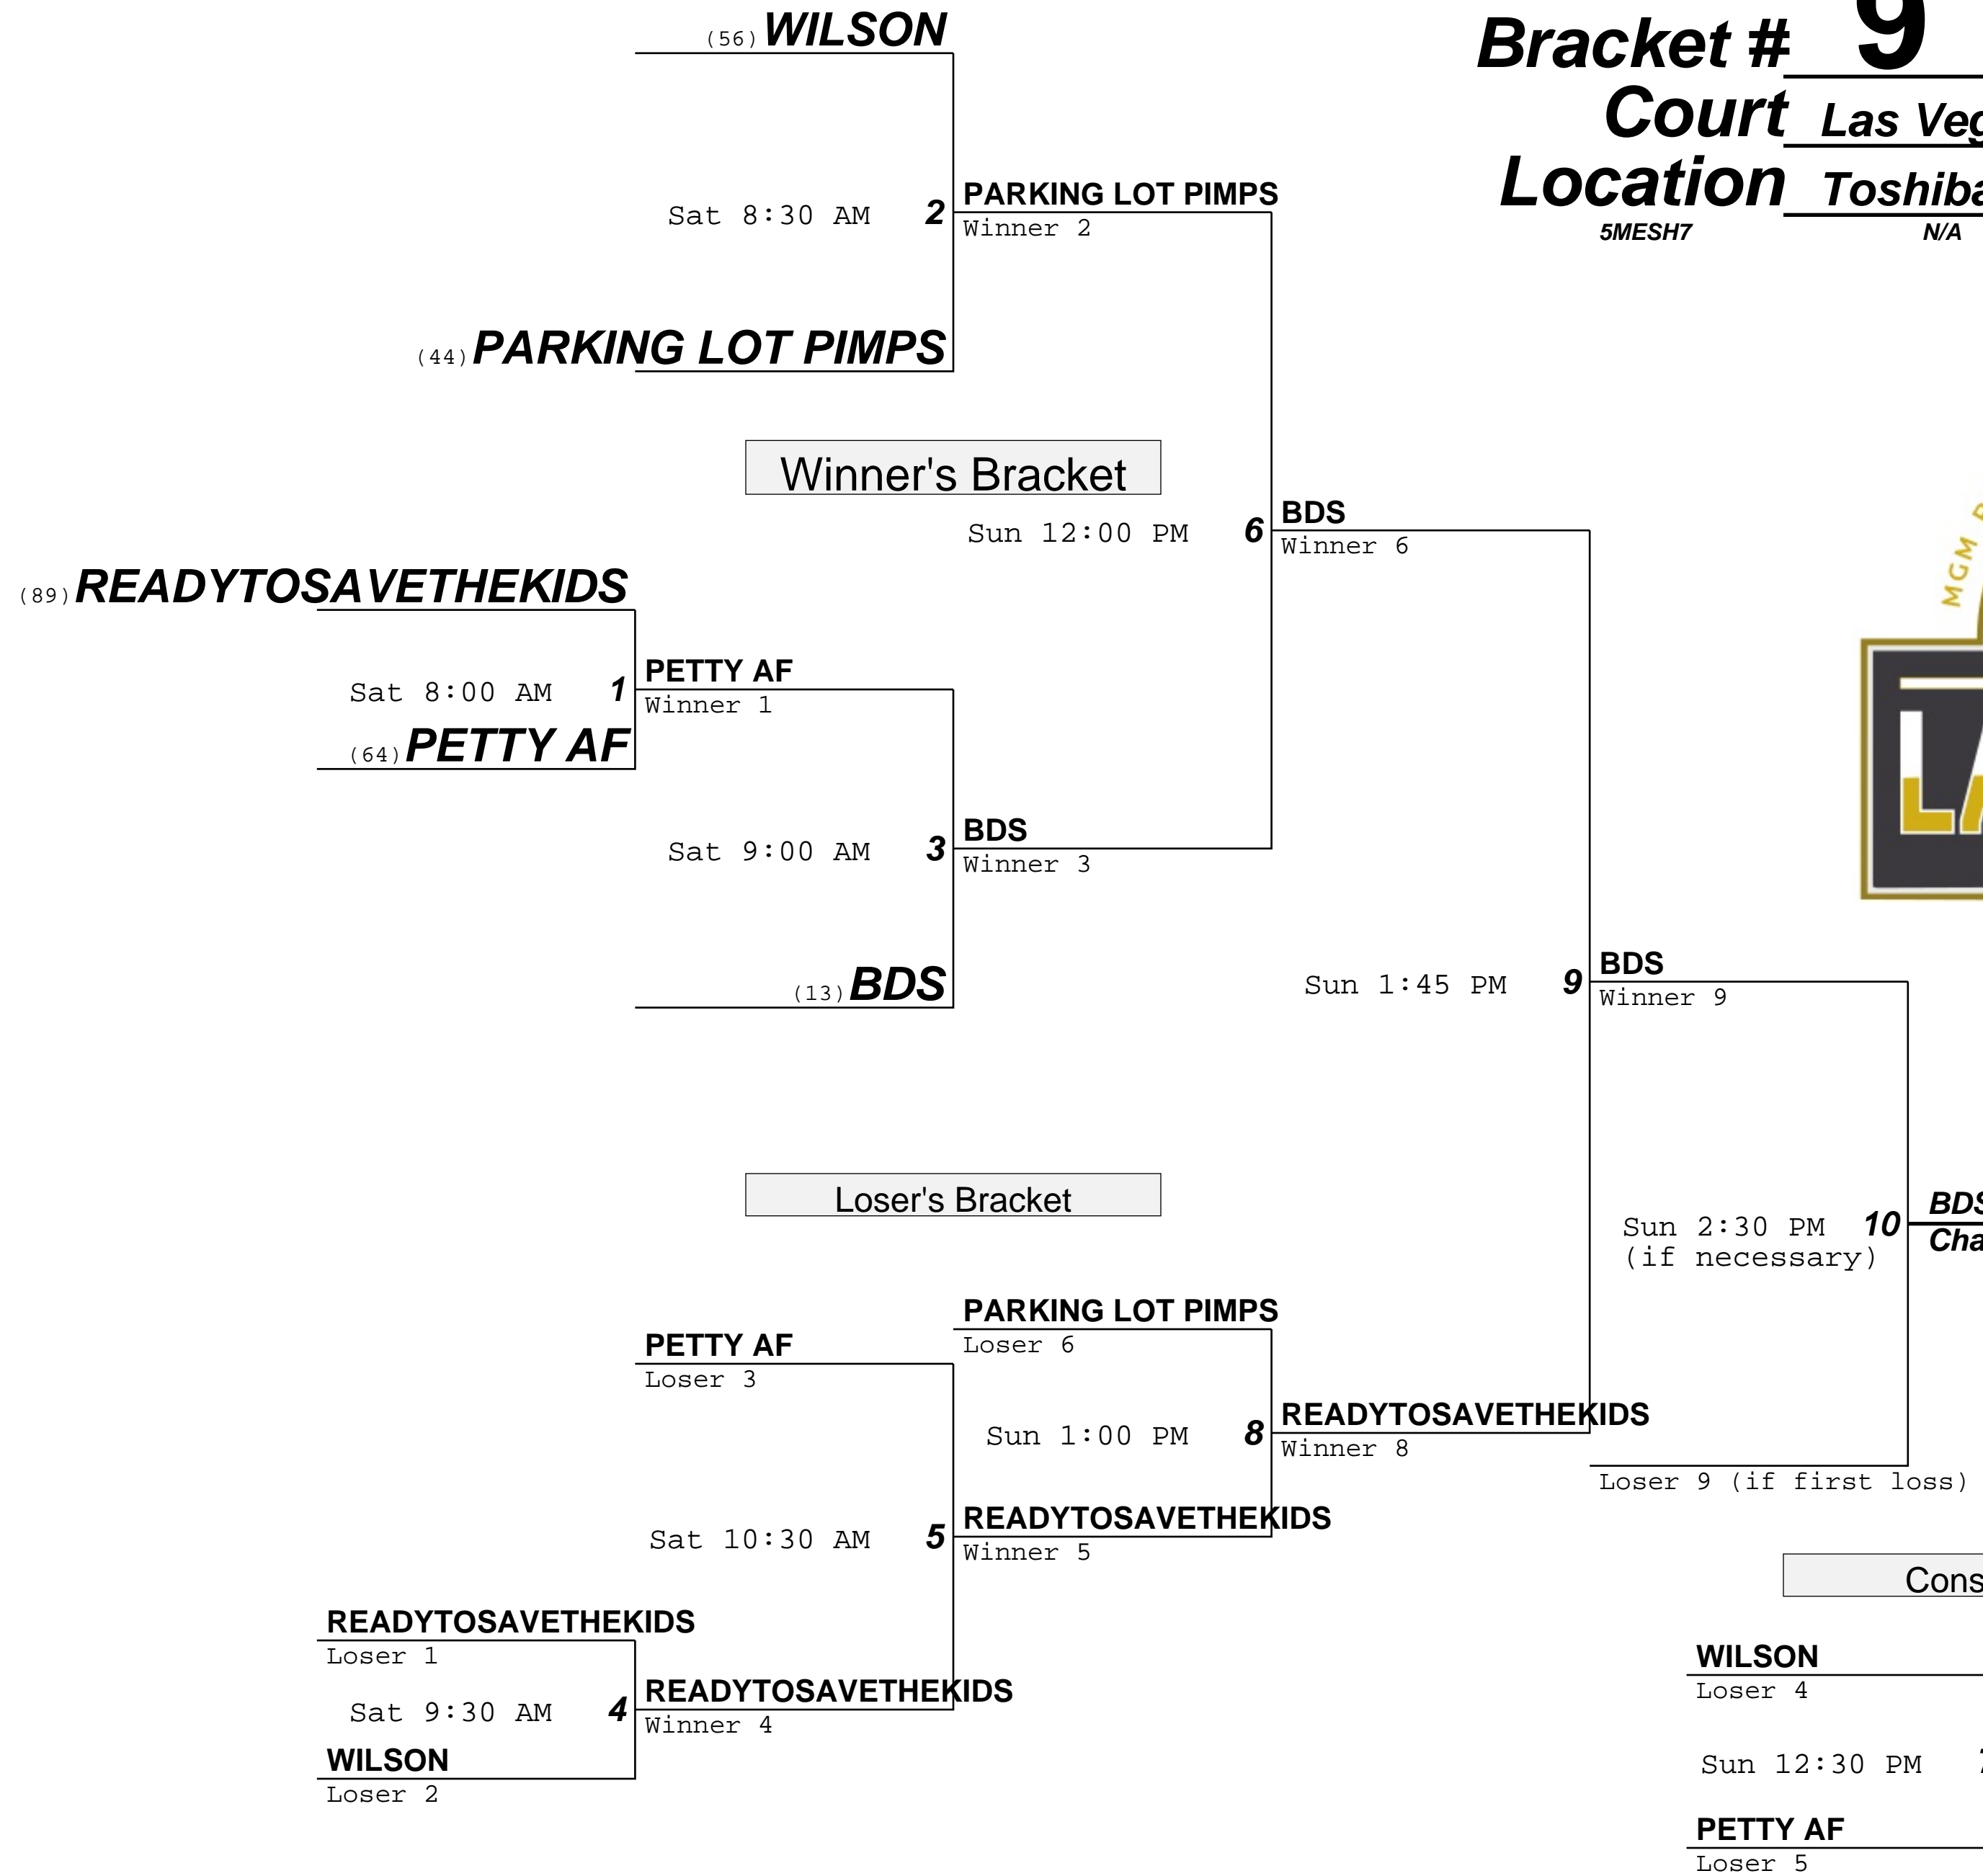 (56) WILSON
Bracket # 9
Court Las Veg
Location Toshiba
5MESH7 N/A
PARKING LOT PIMPS
Sat 8:30 AM 2
Winner 2
(44) PARKING LOT PIMPS
Winner's Bracket
BDS
Sun 12:00 PM 6
Winner 6
MGM
(89) READYTOSAVETHEKIDS
PETTY AF
Sat 8:00 AM 1
Winner 1
(64) PETTY AF
BDS
Sat 9:00 AM 3
Winner 3
(13) BDS
BDS
Sun 1:45 PM 9
Winner 9
Loser's Bracket
BDS
Sun 2:30 PM 10
(if necessary)
Cha
PARKING LOT PIMPS
Loser 6
PETTY AF
Loser 3
READYTOSAVETHEKIDS
Sun 1:00 PM 8
Winner 8
Loser 9 (if first loss)
READYTOSAVETHEKIDS
Sat 10:30 AM 5
Winner 5
Cons
READYTOSAVETHEKIDS
Loser 1
WILSON
Loser 4
READYTOSAVETHEKIDS
Sat 9:30 AM 4
Winner 4
WILSON
Loser 2
Sun 12:30 PM
PETTY AF
Loser 5